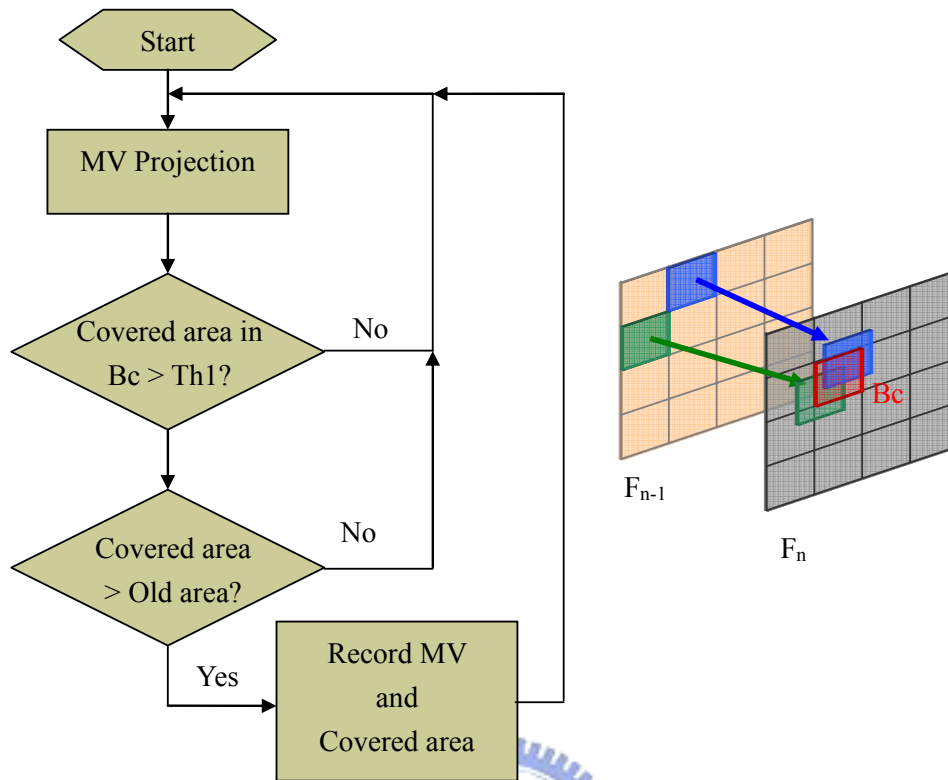 Start
MV Projection
Covered area in
Bc > Th1?
No
Covered area
> Old area?
No
Yes
Record MV
and
Covered area
Bc
Fn-1
Fn